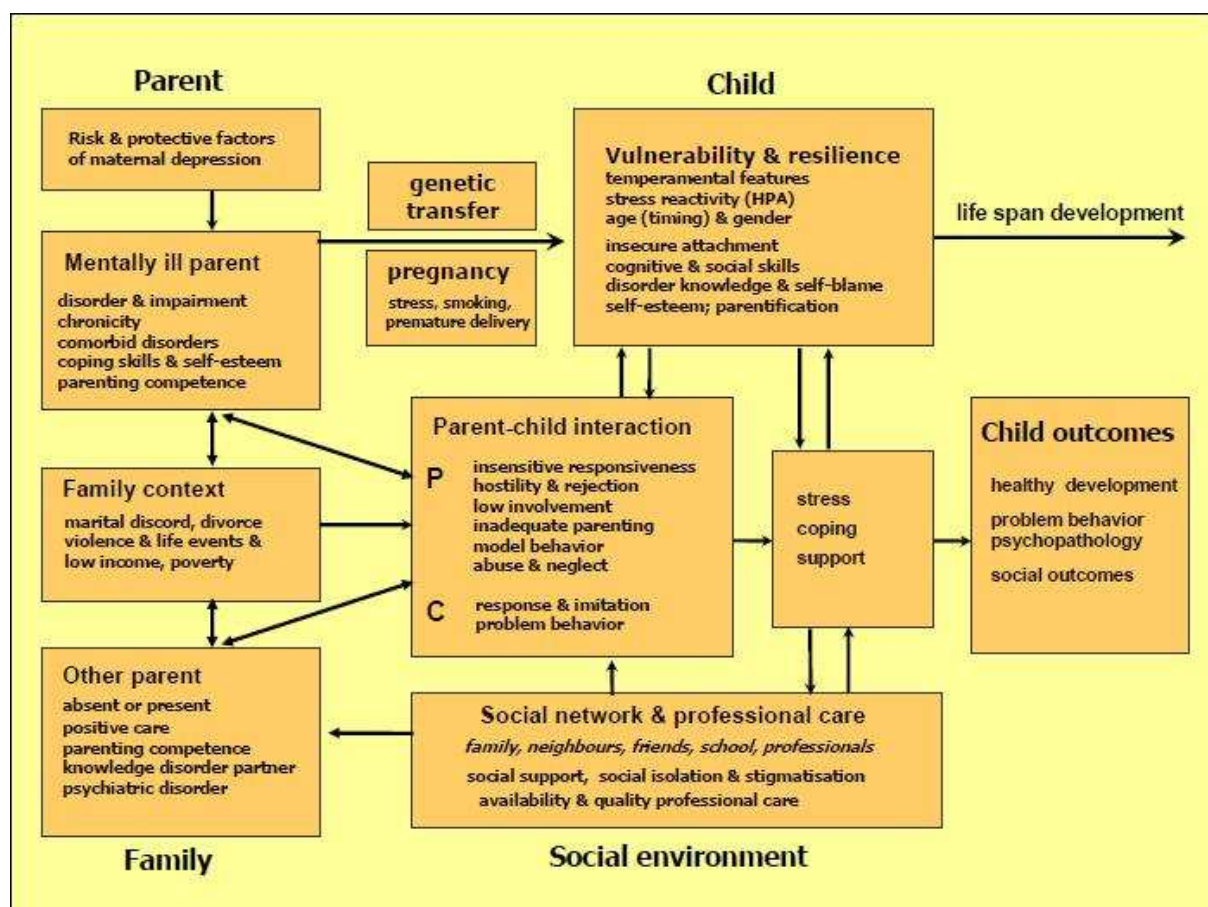 Parent
Child
Risk & protective factors
of maternal depression
genetic
transfer
pregnancy
stress, smoking,
premature delivery
Vulnerability & resilience
temperamental features
stress reactivity (HPA)
age (timing) & gender
insecure attachment
cognitive & social skills
disorder knowledge & self-blame
self-esteem; parentification
life span development
Mentally ill parent
disorder & impairment
chronicity
comorbid disorders
coping skills & self-esteem
parenting competence
Family context
marital discord, divorce
violence & life events &
low income, poverty
Parent-child interaction
P
insensitive responsiveness
hostility & rejection
low involvement
inadequate parenting
model behavior
abuse & neglect
C
response & imitation
problem behavior
stress
coping
support
Child outcomes
healthy development
problem behavior
psychopathology
social outcomes
Other parent
absent or present
positive care
parenting competence
knowledge disorder partner
psychiatric disorder
Social network & professional care
family, neighbours, friends, school, professionals
social support, social isolation & stigmatisation
availability & quality professional care
Family
Social environment